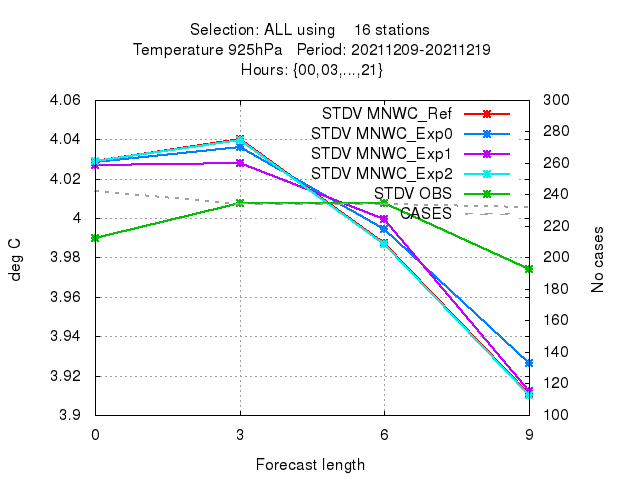 Selection: ALL using    16 stations
Temperature 925hPa   Period: 20211209-20211219
Hours: {00,03,...,21}
4.06
4.04
4.02
4
3.98
3.96
3.94
3.92
3.9
deg C
STDV MNWC_Ref
STDV MNWC_Exp0
STDV MNWC_Exp1
STDV MNWC_Exp2
STDV OBS
CASES
300
280
260
240
220
200
180
160
140
120
100
No cases
0
3
6
9
Forecast length